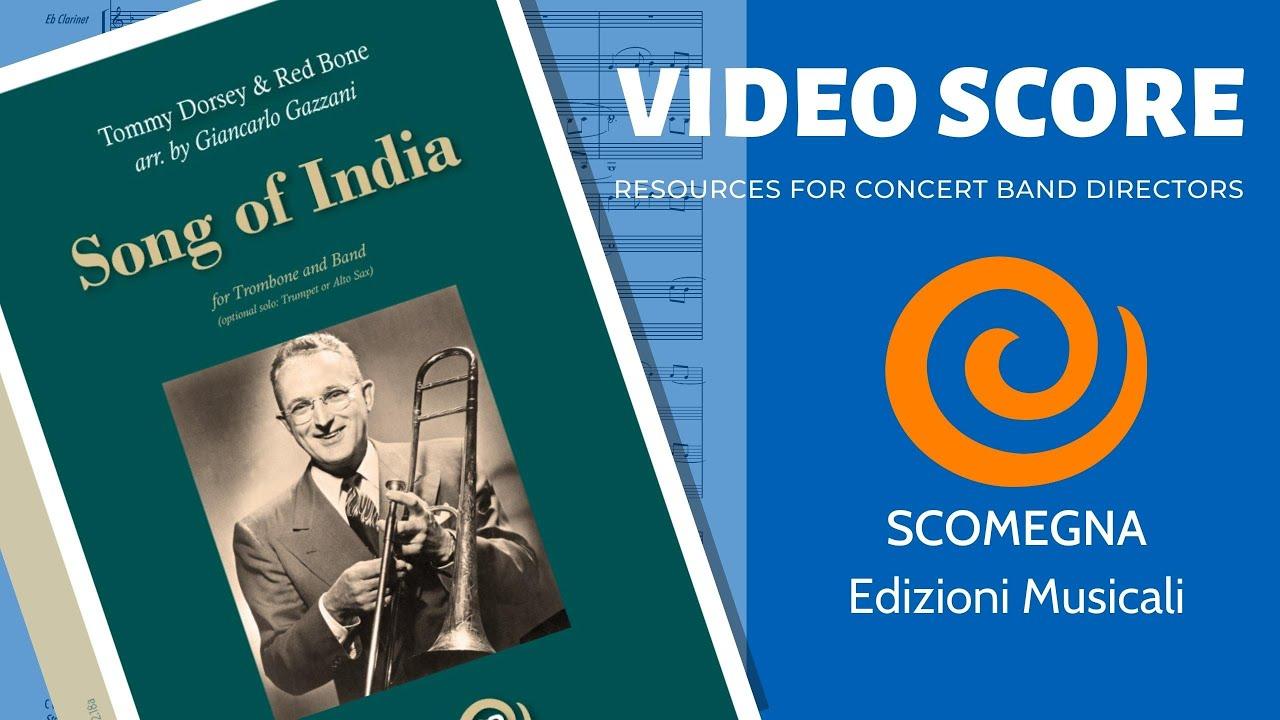 Eb Clarinet
Tommy Dorsey & Red Bone
arr. by Giancarlo Gazzani
Song of India
for Trombone and Band
(optional solo: Trumpet or Alto Sax)
VIDEO SCORE
RESOURCES FOR CONCERT BAND DIRECTORS
SCOMEGNA
Edizioni Musicali